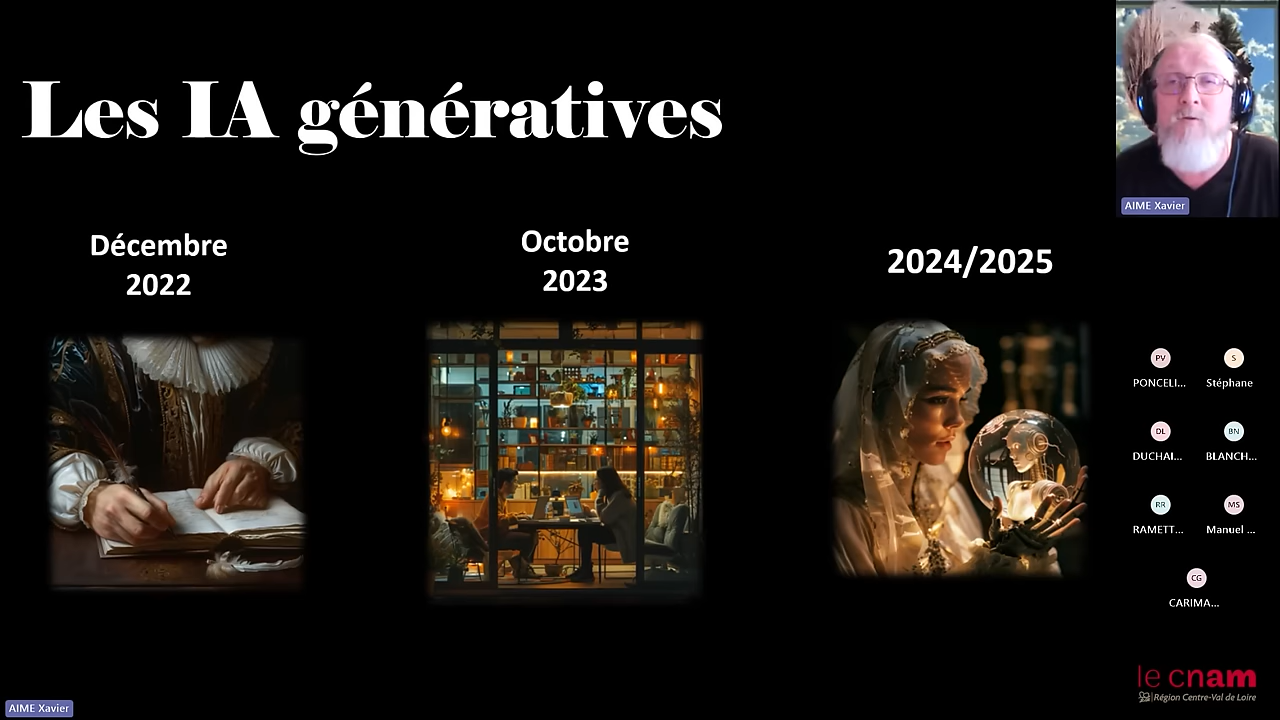 Les IA génératives
AIME Xavier
Décembre
2022
Octobre
2023
2024/2025
PV
PONCELI...
S
Stéphane
DL
DUCHAI...
BN
BLANCH...
RR
RAMETT...
MS
Manuel ...
CG
CARIMA...
le cnam
Région Centre-Val de Loire
AIME Xavier